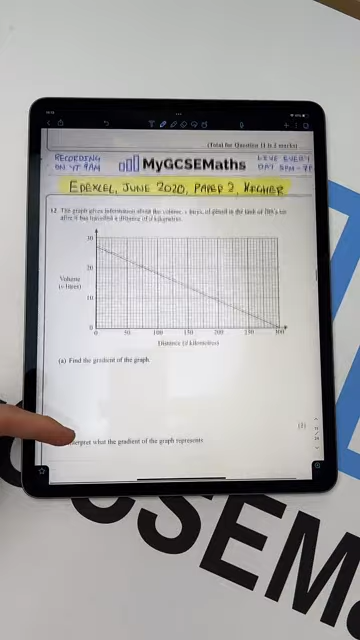 (Total for Question 11 is 3 marks)
RECORDING
ON YT 9AM
MyGCSEMaths
LIVE EVERY
DAY 5PM - 7P
EDEXCEL, JUNE 2020, PAPER 2, HIGHER
12 The graph gives information about the volume, v litres, of petrol in the tank of Jim's car
after it has travelled a distance of d kilometres.
30
20
10
0
Volume
(v litres)
0 50 100 150 200 250 300
Distance (d kilometres)
(a) Find the gradient of the graph.
(2)
interpret what the gradient of the graph represents
GCSEMa